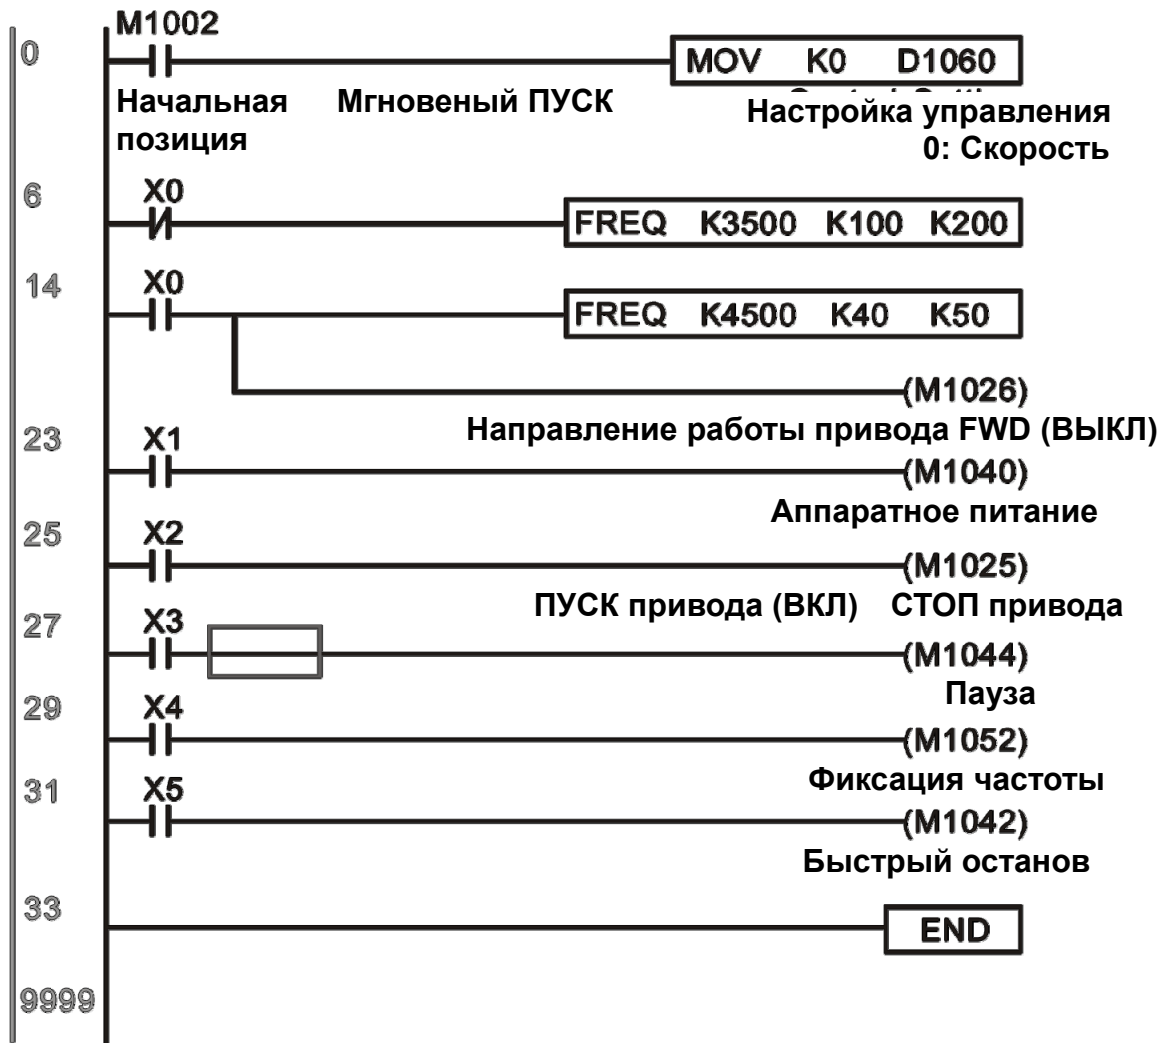 M1002
0
MOV K0 D1060
Начальная позиция
Мгновеный ПУСК
Настройка управления
0: Скорость
6
X0
FREQ K3500 K100 K200
14
X0
FREQ K4500 K40 K50
(M1026)
Направление работы привода FWD (ВЫКЛ)
23
X1
(M1040)
Аппаратное питание
25
X2
(M1025)
ПУСК привода (ВКЛ) СТОП привода
27
X3
(M1044)
Пауза
29
X4
(M1052)
Фиксация частоты
31
X5
(M1042)
Быстрый останов
33
END
9999